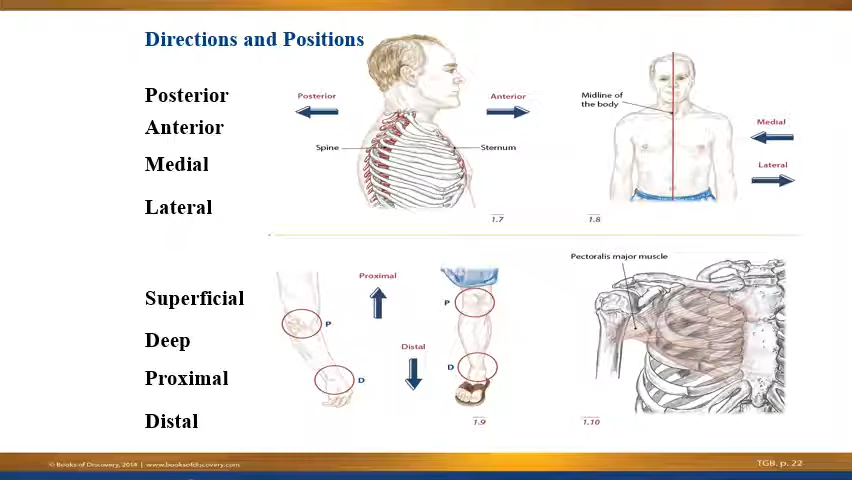 Directions and Positions
Posterior
Anterior
Medial
Lateral
Superficial
Deep
Proximal
Distal
Posterior
Anterior
Spine
Sternum
1.7
Midline of
the body
Medial
Lateral
1.8
Proximal
P
D
Distal
P
D
1.9
Pectoralis major muscle
1.10
© Books of Discovery, 2014 | www.booksofdiscovery.com
TGB. p. 22